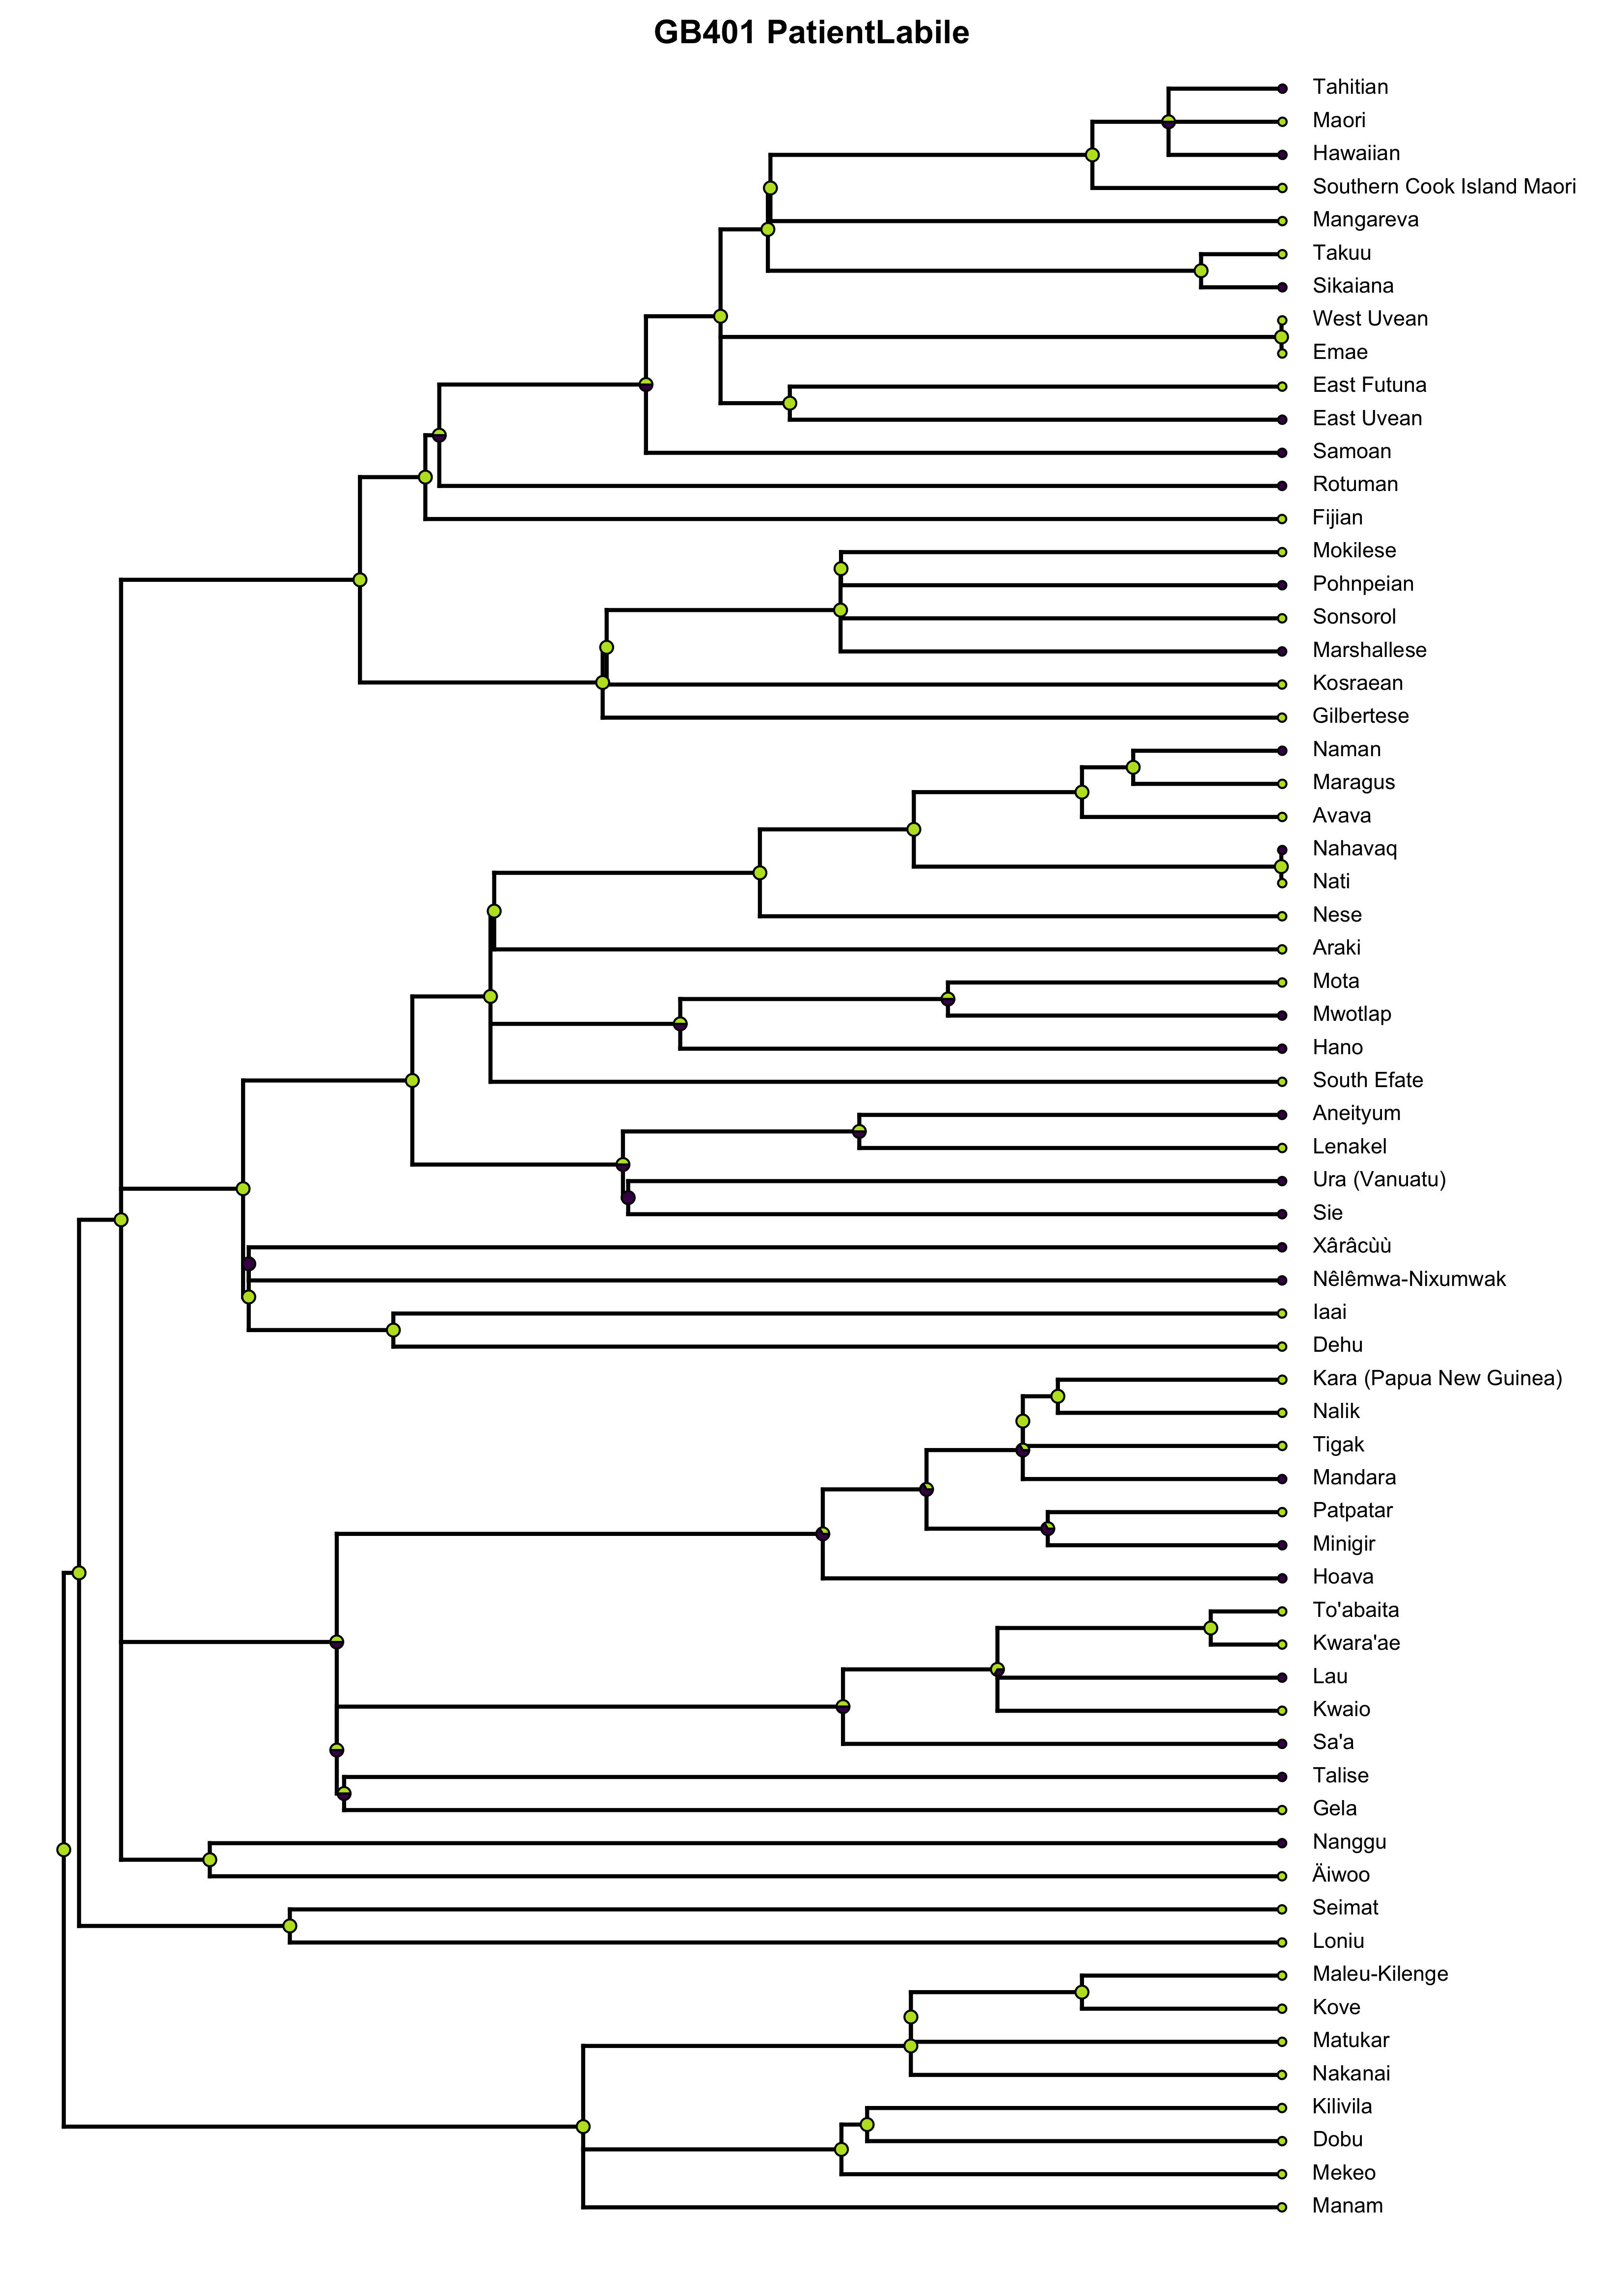 GB401 PatientLabile
Tahitian
Maori
Hawaiian
Southern Cook Island Maori
Mangareva
Takuu
Sikaiana
West Uvean
Emae
East Futuna
East Uvean
Samoan
Rotuman
Fijian
Mokilese
Pohnpeian
Sonsorol
Marshallese
Kosraean
Gilbertese
Naman
Maragus
Avava
Nahavaq
Nati
Nese
Araki
Mota
Mwotlap
Hano
South Efate
Aneityum
Lenakel
Ura (Vanuatu)
Sie
Xârâcùù
Nêlêmwa-Nixumwak
Iaai
Dehu
Kara (Papua New Guinea)
Nalik
Tigak
Mandara
Patpatar
Minigir
Hoava
To'abaita
Kwara'ae
Lau
Kwaio
Sa'a
Talise
Gela
Nanggu
Äiwoo
Seimat
Loniu
Maleu-Kilenge
Kove
Matukar
Nakanai
Kilivila
Dobu
Mekeo
Manam